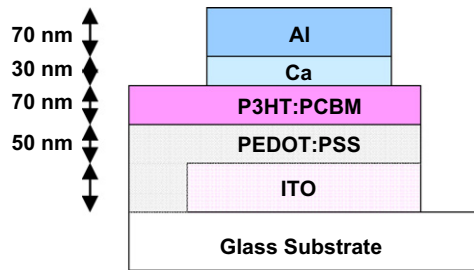 70 nm
Al
30 nm
Ca
70 nm
P3HT:PCBM
50 nm
PEDOT:PSS
ITO
Glass Substrate